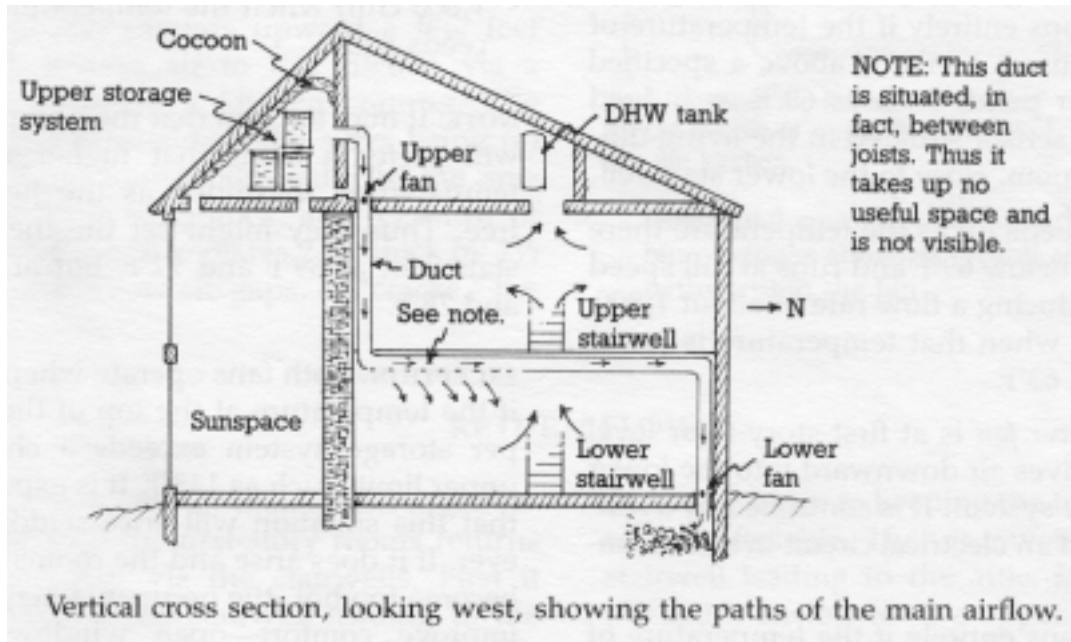 Cocoon
Upper storage
system
Upper
fan
DHW tank
NOTE: This duct
is situated, in
fact, between
joists. Thus it
takes up no
useful space and
is not visible.
Duct
See note.
Upper
stairwell
N
Sunspace
Lower
stairwell
Lower
fan
Vertical cross section, looking west, showing the paths of the main airflow.